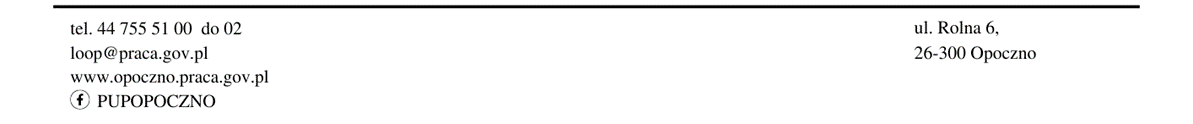 tel. 44 755 51 00 do 02
loop@praca.gov.pl
www.opoczno.praca.gov.pl
PUPOPOCZNO
ul. Rolna 6,
26-300 Opoczno